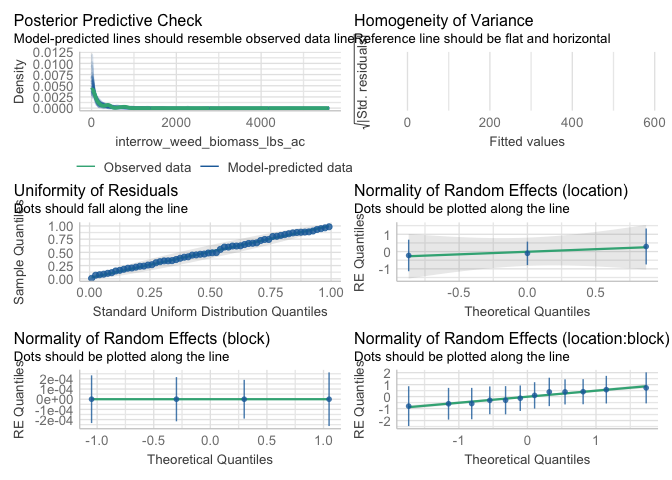 Posterior Predictive Check
Model-predicted lines should resemble observed data line
Density
0.0125
0.0100
0.0075
0.0050
0.0025
0.0000
0
2000
4000
interrow_weed_biomass_lbs_ac
Observed data
Model-predicted data
Homogeneity of Variance
Reference line should be flat and horizontal
√|Std. residuals|
0
200
400
600
Fitted values
Uniformity of Residuals
Dots should fall along the line
Sample Quantiles
1.00
0.75
0.50
0.25
0.00
0.00
0.25
0.50
0.75
1.00
Standard Uniform Distribution Quantiles
Normality of Random Effects (location)
Dots should be plotted along the line
RE Quantiles
1
0
-1
-0.5
0.0
0.5
Theoretical Quantiles
Normality of Random Effects (block)
Dots should be plotted along the line
RE Quantiles
2e-04
1e-04
0e+00
-1e-04
-2e-04
-1.0
-0.5
0.0
0.5
1.0
Theoretical Quantiles
Normality of Random Effects (location:block)
Dots should be plotted along the line
RE Quantiles
2
1
0
-1
-2
-1
0
1
Theoretical Quantiles